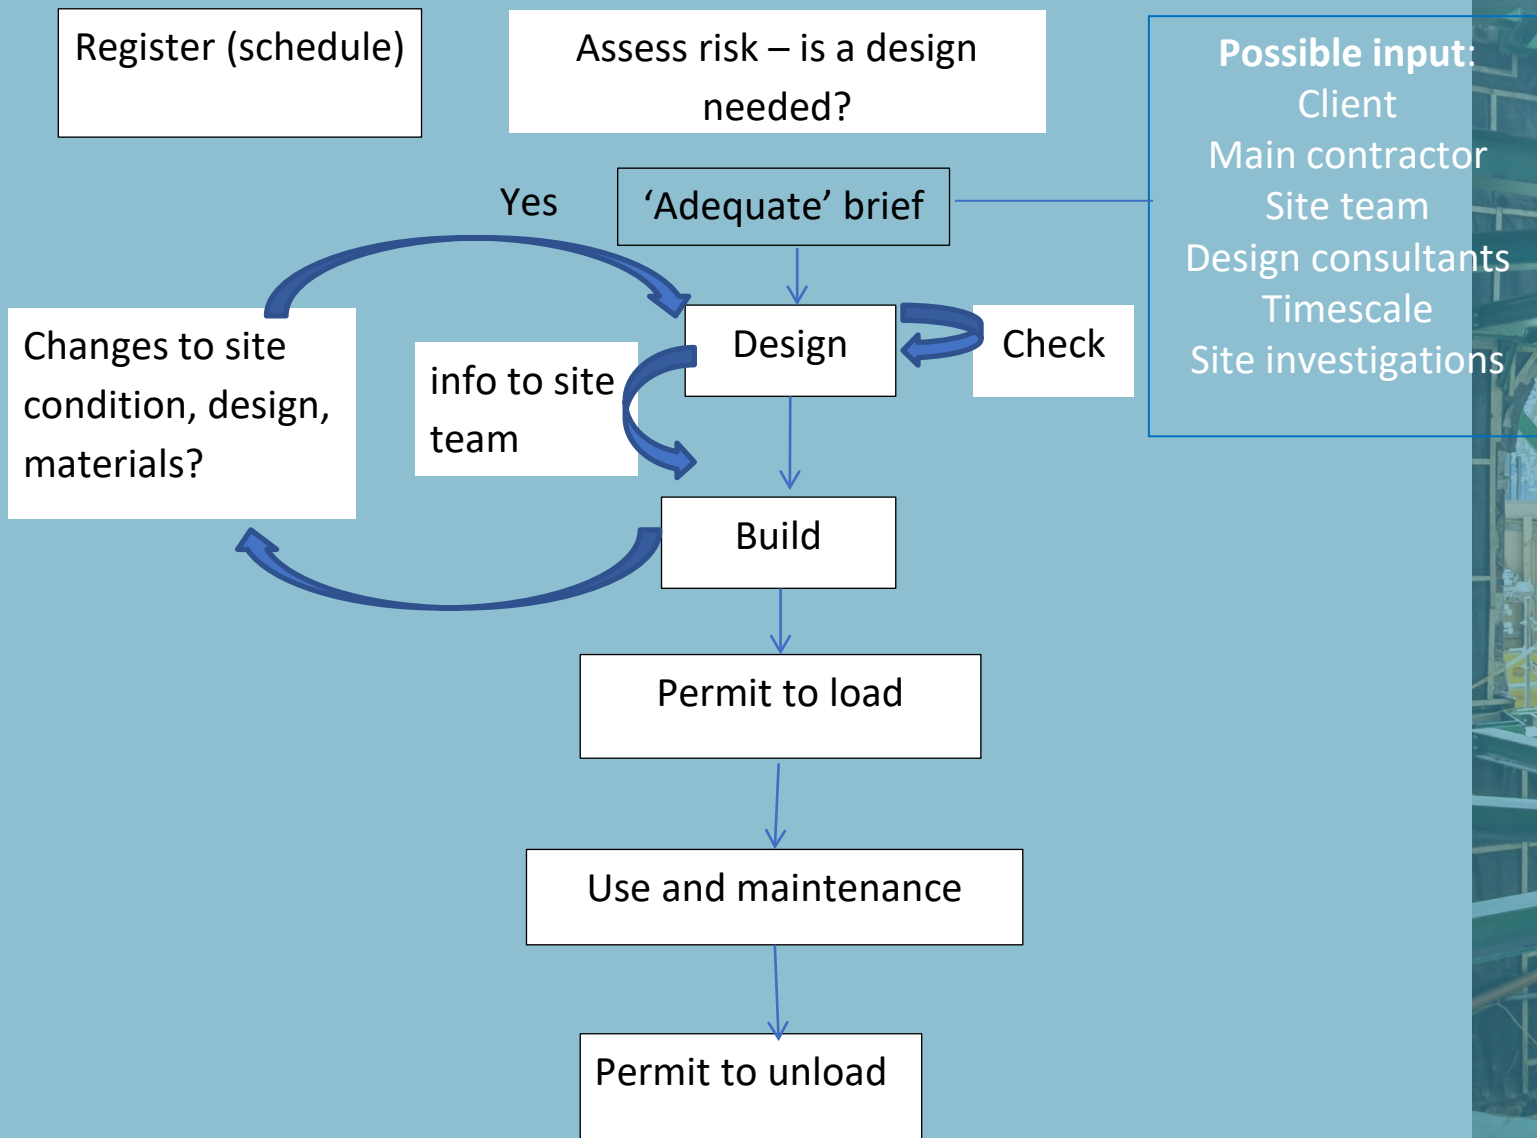 Register (schedule)
Assess risk – is a design
needed?
Possible input:
Client
Main contractor
Site team
Design consultants
Timescale
Site investigations
Yes
‘Adequate’ brief
Changes to site
condition, design,
materials?
info to site
team
Design
Check
Build
Permit to load
Use and maintenance
Permit to unload